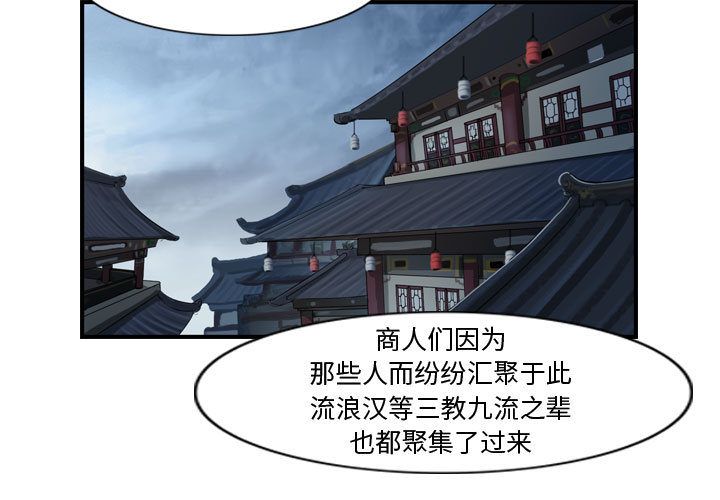 商人们因为
那些人而纷纷汇聚于此
流浪汉等三教九流之辈
也都聚集了过来